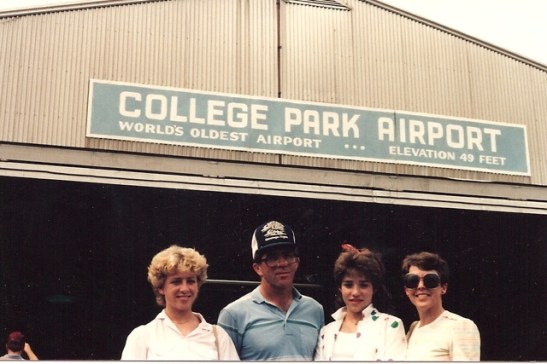 COLLEGE PARK AIRPORT
WORLD'S OLDEST AIRPORT ... ELEVATION 49 FEET